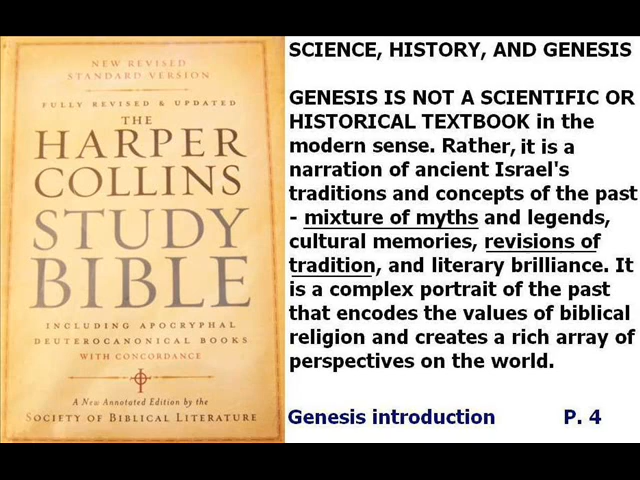 NEW REVISED
STANDARD VERSION
FULLY REVISED & UPDATED
THE
HARPER
COLLINS
STUDY
BIBLE
INCLUDING APOCRYPHAL
DEUTEROCANONICAL BOOKS
WITH CONCORDANCE
A New Annotated Edition by the
SOCIETY OF BIBLICAL LITERATURE
SCIENCE, HISTORY, AND GENESIS
GENESIS IS NOT A SCIENTIFIC OR
HISTORICAL TEXTBOOK in the
modern sense. Rather, it is a
narration of ancient Israel's
traditions and concepts of the past
- mixture of myths and legends,
cultural memories, revisions of
tradition, and literary brilliance. It
is a complex portrait of the past
that encodes the values of biblical
religion and creates a rich array of
perspectives on the world.
Genesis introduction P. 4